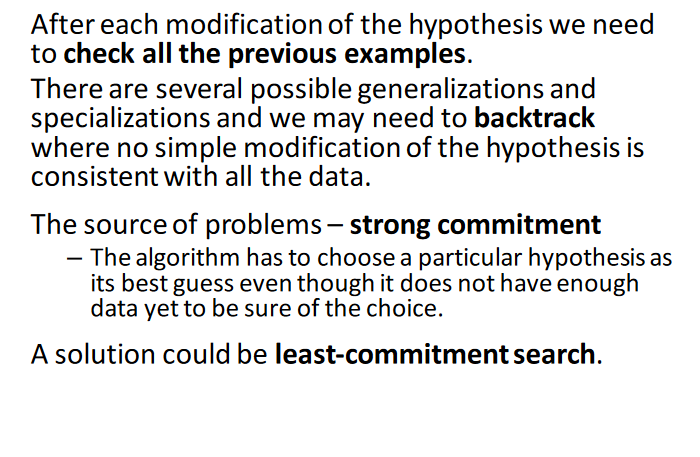 After each modification of the hypothesis we need
to check all the previous examples.
There are several possible generalizations and
specializations and we may need to backtrack
where no simple modification of the hypothesis is
consistent with all the data.
The source of problems – strong commitment
– The algorithm has to choose a particular hypothesis as
its best guess even though it does not have enough
data yet to be sure of the choice.
A solution could be least-commitment search.